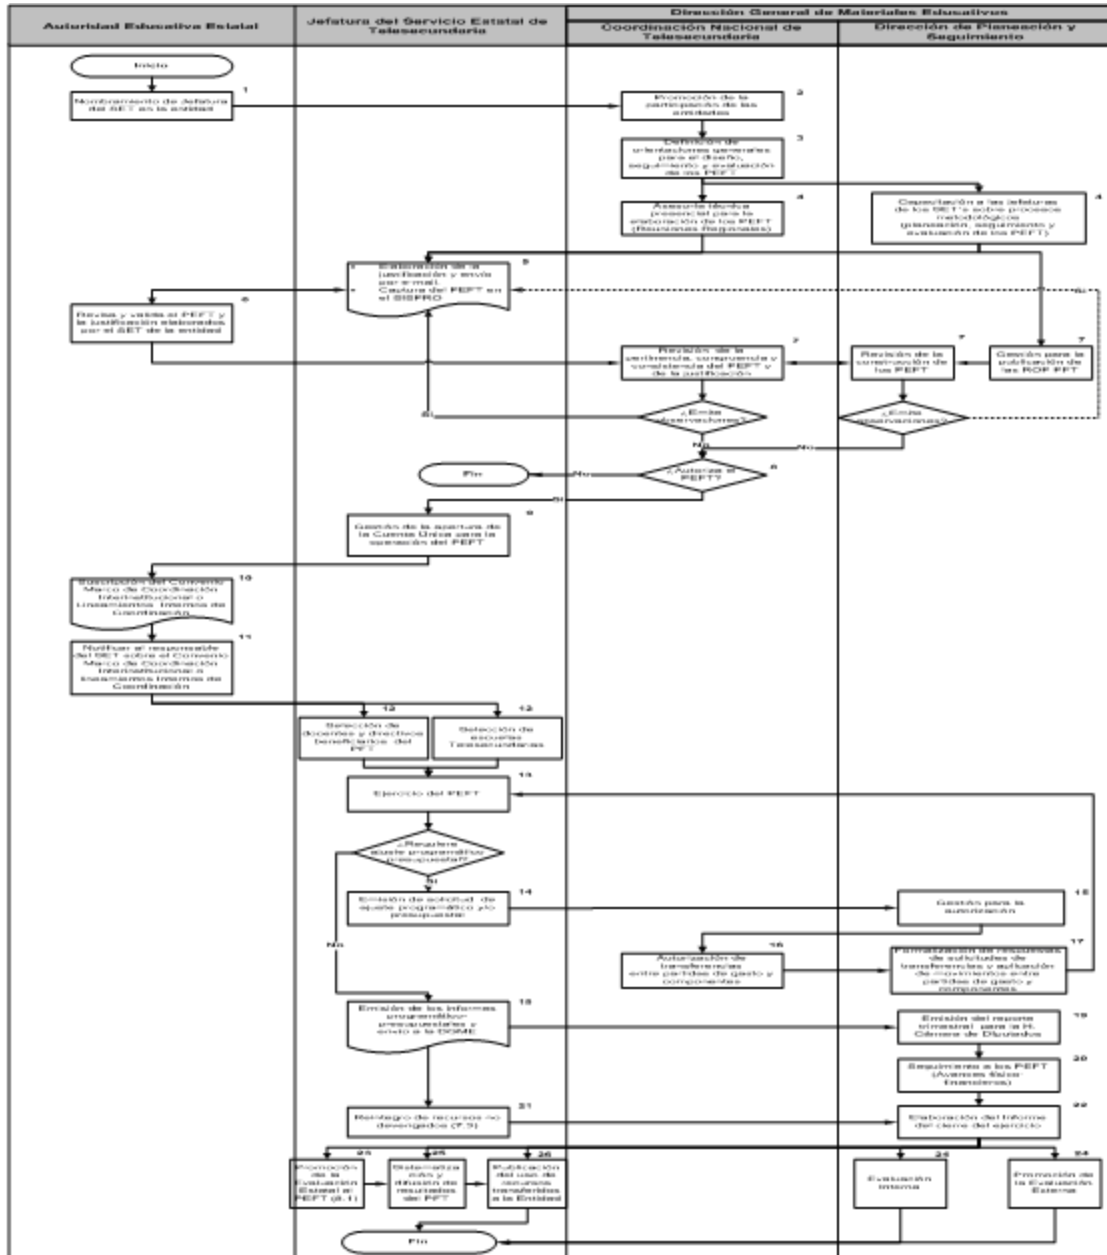 Dirección General de Materiales Educativos
Autoridad Educativa Estatal
Jefatura del Servicio Estatal de
Telesecundaria
Coordinación Nacional de
Telesecundaria
Dirección de Planeación y
Seguimiento
Inicio
1
Nombramiento de Jefatura
del SET en la entidad
2
Promoción de la
participación de las
entidades
3
Definición de
orientaciones generales
para el diseño,
seguimiento y evaluación
de los PEFT
4
Asesoría técnica
presencial para la
elaboración de los PEFT
(Reuniones Regionales)
4
Capacitación a las Jefaturas
de los SET's sobre procesos
metodológicos
(planeación, seguimiento y
evaluación de los PEFT)
5
Elaboración de la
justificación y envío
por e-mail.
Captura del PEFT en
el SISPRO
6
Revisa y valida el PEFT y
la justificación elaborados
por el SET de la entidad
Si
7
Revisión de la
pertinencia, congruencia y
consistencia del PEFT y
de la justificación
7
Revisión de la
construcción de
los PEFT
7
Gestión para la
publicación de
las ROP PFT
Si
¿Emite
observaciones?
¿Emite
observaciones?
No
No
Fin
No
¿Autoriza el
PEFT?
8
Si
9
Gestión de la apertura de
la Cuenta Única para la
operación del PEFT
10
Suscripción del Convenio
Marco de Coordinación
Interinstitucional o
Lineamientos Internos de
Coordinación
11
Notificar al responsable
del SET sobre el Convenio
Marco de Coordinación
Interinstitucional o
lineamientos Internos de
Coordinación
12
Selección de
docentes y directivos
beneficiarios del
PFT
12
Selección de
escuelas
Telesecundarias
13
Ejercicio del PEFT
¿Requiere
ajuste programático
presupuestal?
Si
14
Emisión de solicitud de
ajuste programático y/o
presupuestal
15
Gestión para la
autorización
No
16
Autorización de
transferencias
entre partidas de gasto y
componentes
17
Formalización de respuestas
de solicitudes de
transferencias y aplicación
de movimientos entre
partidas de gasto y
componentes
18
Emisión de los informes
programático-
presupuestales y
envío a la DGME
19
Emisión del reporte
trimestral para la H.
Cámara de Diputados
20
Seguimiento a los PEFT
(Avances físico-
financieros)
21
Reintegro de recursos no
devengados (7.3)
22
Elaboración del Informe
del cierre del ejercicio
Promoción
de la
Evaluación
Estatal al
PEFT (8.1)
25
Sistematiza
ción y
difusión de
resultados
del PFT
26
Publicación
del uso de
recursos
transferidos
a la Entidad
Evaluación
Interna
24
Promoción de
la Evaluación
Externa
Fin